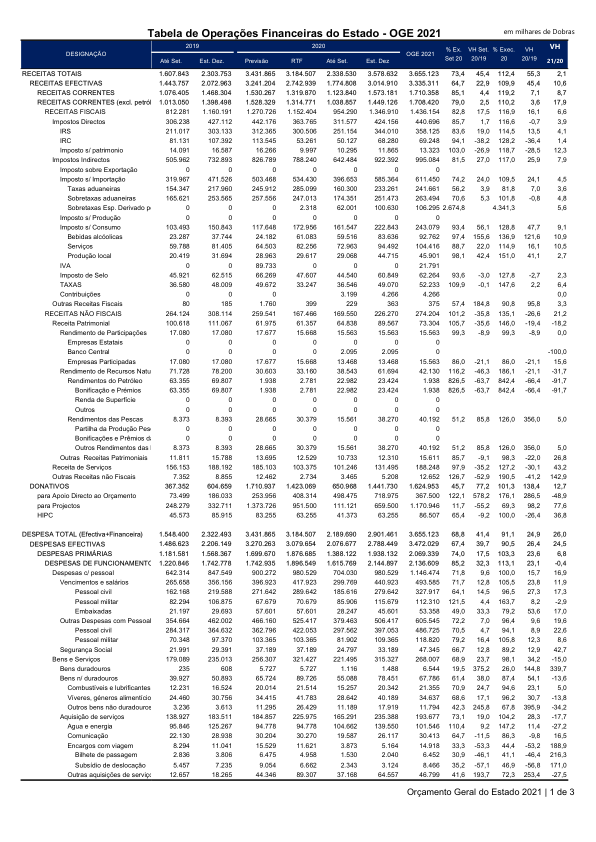 Tabela de Operações Financeiras do Estado - OGE 2021
em milhares de Dobras
DESIGNAÇÃO 2019 2020 OGE 2021 % Ex. Set 20 VH Set. 20/19 % Exec. 20 VH 20/19 VH 21/20
Até Set. Est. Dez. Previsão RTF Até Set. Est. Dez
RECEITAS TOTAIS 1.607.843 2.303.753 3.431.865 3.184.507 2.338.530 3.578.632 3.655.123 73,4 45,4 112,4 55,3 2,1
RECEITAS EFECTIVAS 1.443.757 2.072.963 3.241.204 2.742.939 1.774.808 3.014.910 3.335.311 64,7 22,9 109,9 45,4 10,6
RECEITAS CORRENTES 1.076.405 1.468.304 1.530.267 1.319.870 1.123.840 1.573.181 1.710.358 85,1 4,4 119,2 7,1 8,7
RECEITAS CORRENTES (excl. petról 1.013.050 1.398.498 1.528.329 1.314.771 1.038.857 1.449.126 1.708.420 79,0 2,5 110,2 3,6 17,9
RECEITAS FISCAIS 812.281 1.160.191 1.270.726 1.152.404 954.290 1.346.910 1.436.154 82,8 17,5 116,9 16,1 6,6
Impostos Directos 306.238 427.112 442.176 363.765 311.577 424.156 440.696 85,7 1,7 116,6 -0,7 3,9
IRS 211.017 303.133 312.365 300.506 251.154 344.010 358.125 83,6 19,0 114,5 13,5 4,1
IRC 81.131 107.392 113.545 53.261 50.127 68.280 69.248 94,1 -38,2 128,2 -36,4 1,4
Imposto s/ património 14.091 16.587 16.266 9.997 10.295 11.865 13.323 103,0 -26,9 118,7 -28,5 12,3
Impostos Indirectos 505.962 732.893 826.789 788.240 642.484 922.392 995.084 81,5 27,0 117,0 25,9 7,9
Imposto sobre Exportação 0 0 0 0 0 0 0
Imposto s/ Importação 319.967 471.526 503.468 534.430 396.653 585.364 611.450 74,2 24,0 109,5 24,1 4,5
Taxas aduaneiras 154.347 217.960 245.912 285.099 160.300 233.261 241.661 56,2 3,9 81,8 7,0 3,6
Sobretaxas aduaneiras 165.621 253.565 257.556 247.013 174.351 251.473 263.494 70,6 5,3 101,8 -0,8 4,8
Sobretaxas Esp. Derivado p 0 0 0 2.318 62.001 100.630 106.295 2.674,8 4.341,3 5,6
Imposto s/ Produção 0 0 0 0 0 0 0
Imposto s/ Consumo 103.493 150.843 117.648 172.956 161.547 222.843 243.079 93,4 56,1 128,8 47,7 9,1
Bebidas alcoólicas 23.287 37.744 24.182 61.083 59.516 83.636 92.762 97,4 155,6 136,9 121,6 10,9
Serviços 59.788 81.405 64.503 82.256 72.963 94.492 104.416 88,7 22,0 114,9 16,1 10,5
Produção local 20.419 31.694 28.963 29.617 29.068 44.715 45.901 98,1 42,4 151,0 41,1 2,7
IVA 0 0 89.733 0 0 0 21.791
Imposto de Selo 45.921 62.515 66.269 47.607 44.540 60.849 62.264 93,6 -3,0 127,8 -2,7 2,3
TAXAS 36.580 48.009 49.672 33.247 36.546 49.070 52.233 109,9 -0,1 147,6 2,2 6,4
Contribuições 0 0 3.199 4.266 4.266 0,0
Outras Receitas Fiscais 80 185 1.760 399 229 363 375 57,4 184,8 90,8 95,8 3,3
RECEITAS NÃO FISCAIS 264.124 308.114 259.541 167.466 169.550 226.270 274.204 101,2 -35,8 135,1 -26,6 21,2
Receita Patrimonial 100.618 111.067 61.975 61.357 64.838 89.567 73.304 105,7 -35,6 146,0 -19,4 -18,2
Rendimento de Participações 17.080 17.080 17.677 15.668 15.563 15.563 15.563 99,3 -8,9 99,3 -8,9 0,0
Empresas Estatais 0 0 0 0 0 0 0
Banco Central 0 0 0 0 2.095 2.095 0 -100,0
Empresas Participadas 17.080 17.080 17.677 15.668 13.468 13.468 15.563 86,0 -21,1 86,0 -21,1 15,6
Rendimento de Recursos Natu 71.728 78.200 30.603 33.160 38.543 61.694 42.130 116,2 -46,3 186,1 -21,1 -31,7
Rendimentos do Petróleo 63.355 69.807 1.938 2.781 22.982 23.424 1.938 826,5 -63,7 842,4 -66,4 -91,7
Bonificação e Prémios 63.355 69.807 1.938 2.781 22.982 23.424 1.938 826,5 -63,7 842,4 -66,4 -91,7
Renda de Superfície 0 0 0 0 0 0 0
Outros 0 0 0 0 0 0 0
Rendimentos das Pescas 8.373 8.393 28.665 30.379 15.561 38.270 40.192 51,2 85,8 126,0 356,0 5,0
Partilha da Produção Pes 0 0 0 0 0 0 0
Bonificações e Prémios d 0 0 0 0 0 0 0
Outros Rendimentos das 8.373 8.393 28.665 30.379 15.561 38.270 40.192 51,2 85,8 126,0 356,0 5,0
Outras Receitas Patrimoniais 11.811 15.788 13.695 12.529 10.733 12.310 15.611 85,7 -9,1 98,3 -22,0 26,8
Receita de Serviços 156.153 188.192 185.103 103.375 101.246 131.495 188.248 97,9 -35,2 127,2 -30,1 43,2
Outras Receitas não Fiscais 7.352 8.855 12.462 2.734 3.465 5.208 12.652 126,7 -52,9 190,5 -41,2 142,9
DONATIVOS 367.352 604.659 1.710.937 1.423.069 650.968 1.441.730 1.624.953 45,7 77,2 101,3 138,4 12,7
para Apoio Directo ao Orçamento 73.499 186.033 253.956 408.314 498.475 718.975 367.500 122,1 578,2 176,1 286,5 -48,9
para Projectos 248.279 332.711 1.373.726 951.500 111.120 659.500 1.170.946 11,7 -55,2 69,3 98,2 77,6
HIPC 45.573 85.915 83.255 63.255 41.373 63.255 86.507 65,4 -9,2 100,0 -26,4 36,8
DESPESA TOTAL (Efectiva+Financeira) 1.548.400 2.322.493 3.431.865 3.184.507 2.189.690 2.901.461 3.655.123 68,8 41,4 91,1 24,9 26,0
DESPESAS EFECTIVAS 1.486.623 2.206.149 3.270.263 3.079.654 2.076.677 2.788.449 3.472.029 67,4 39,7 90,5 26,4 24,5
DESPESAS PRIMÁRIAS 1.181.581 1.568.367 1.699.670 1.876.685 1.388.122 1.938.132 2.069.339 74,0 17,5 103,3 23,6 6,8
DESPESAS DE FUNCIONAMENTO 1.220.846 1.742.778 1.742.935 1.896.549 1.615.769 2.144.897 2.136.609 85,2 32,3 113,1 23,1 -0,4
Despesas c/ pessoal 642.314 847.549 900.272 980.529 704.030 980.529 1.146.474 71,8 9,6 100,0 15,7 16,9
Vencimentos e salários 265.658 356.156 396.923 417.923 299.769 440.923 493.585 71,7 12,8 105,5 23,8 11,9
Pessoal civil 162.168 219.588 271.642 289.642 185.616 279.642 327.917 64,1 14,5 96,5 27,3 17,3
Pessoal militar 82.294 106.875 67.679 70.679 85.906 115.679 112.310 121,5 4,4 163,7 8,2 -2,9
Embaixadas 21.197 29.693 57.601 57.601 28.247 45.601 53.358 49,0 33,3 79,2 53,6 17,0
Outras Despesas com Pessoal 354.664 462.002 466.160 525.417 379.463 506.417 605.545 72,2 7,0 96,4 9,6 19,6
Pessoal civil 284.317 364.632 362.796 422.053 297.562 397.053 486.725 70,5 4,7 94,1 8,9 22,6
Pessoal militar 70.348 97.370 103.365 103.365 81.902 109.365 118.820 79,2 16,4 105,8 12,3 8,6
Segurança Social 21.991 29.391 37.189 37.189 24.797 33.189 47.345 66,7 12,8 89,2 12,9 42,7
Bens e Serviços 179.089 235.013 256.307 321.427 221.345 315.327 268.007 68,9 23,7 98,1 34,2 -15,0
Bens duradouros 235 608 5.727 5.727 1.116 1.488 6.544 19,5 375,2 26,0 144,8 339,7
Bens n/ duradouros 39.927 50.893 65.724 89.726 55.088 78.451 67.786 61,4 38,0 87,4 54,1 -13,6
Combustíveis e lubrificantes 12.231 16.524 20.014 21.514 15.257 20.342 21.355 70,9 24,7 94,6 23,1 5,0
Víveres, géneros alimentício 24.460 30.756 34.415 41.783 28.642 40.189 34.637 68,6 17,1 96,2 30,7 -13,8
Outros bens não duradouros 3.236 3.613 11.295 26.429 11.189 17.919 11.794 42,3 245,8 67,8 395,9 -34,2
Aquisição de serviços 138.927 183.511 184.857 225.975 165.291 235.388 193.677 73,1 19,0 104,2 28,3 -17,7
Água e energia 95.846 125.267 94.778 94.778 104.662 139.550 101.546 110,4 9,2 147,2 11,4 -27,2
Comunicação 22.130 28.938 30.204 30.270 19.587 26.117 30.413 64,7 -11,5 86,3 -9,8 16,5
Encargos com viagem 8.294 11.041 15.529 11.621 3.873 5.164 14.918 33,3 -53,3 44,4 -53,2 188,9
Bilhete de passagem 2.836 3.806 6.475 4.958 1.530 2.040 6.452 30,9 -46,1 41,1 -46,4 216,3
Subsídio de deslocação 5.457 7.235 9.054 6.662 2.343 3.124 8.466 35,2 -57,1 46,9 -56,8 171,0
Outras aquisições de serviço 12.657 18.265 44.346 89.307 37.168 64.557 46.799 41,6 193,7 72,3 253,4 -27,5
Orçamento Geral do Estado 2021 | 1 de 3